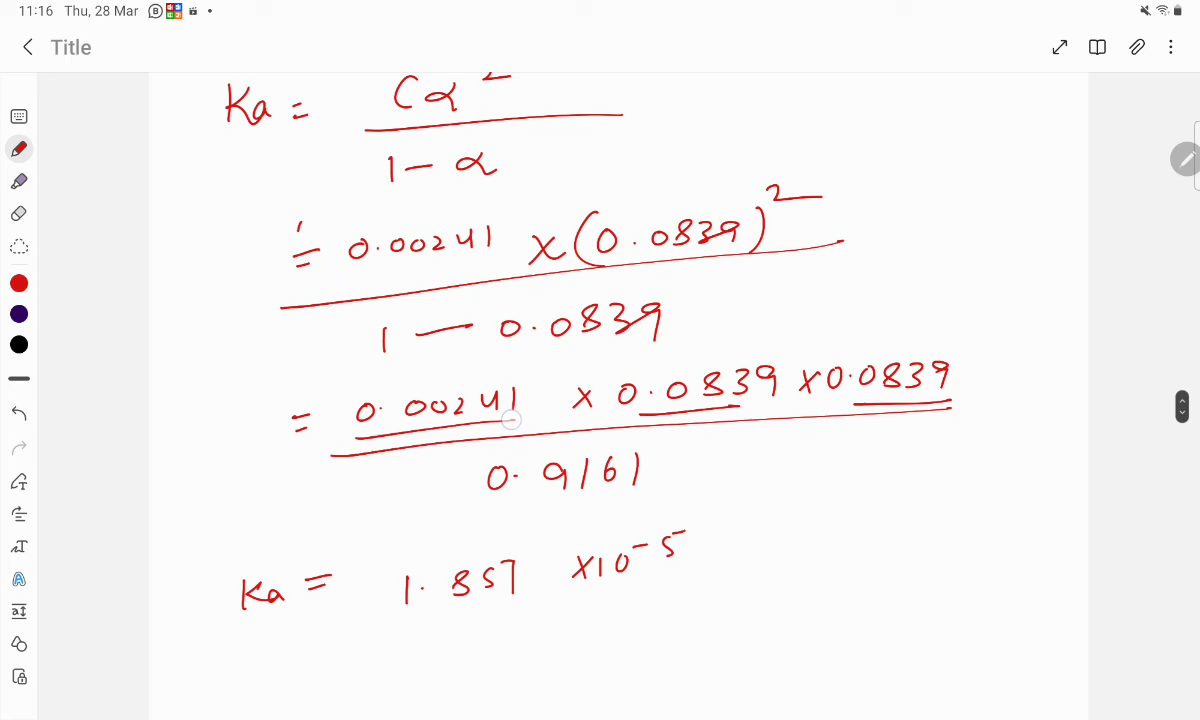 11:16 Thu, 28 Mar
Title
Ka = Cα²
1 - α
= 0.00241 × (0.0839)²
1 - 0.0839
= 0.00241 × 0.0839 × 0.0839
0.9161
Ka = 1.857 ×10⁻⁵